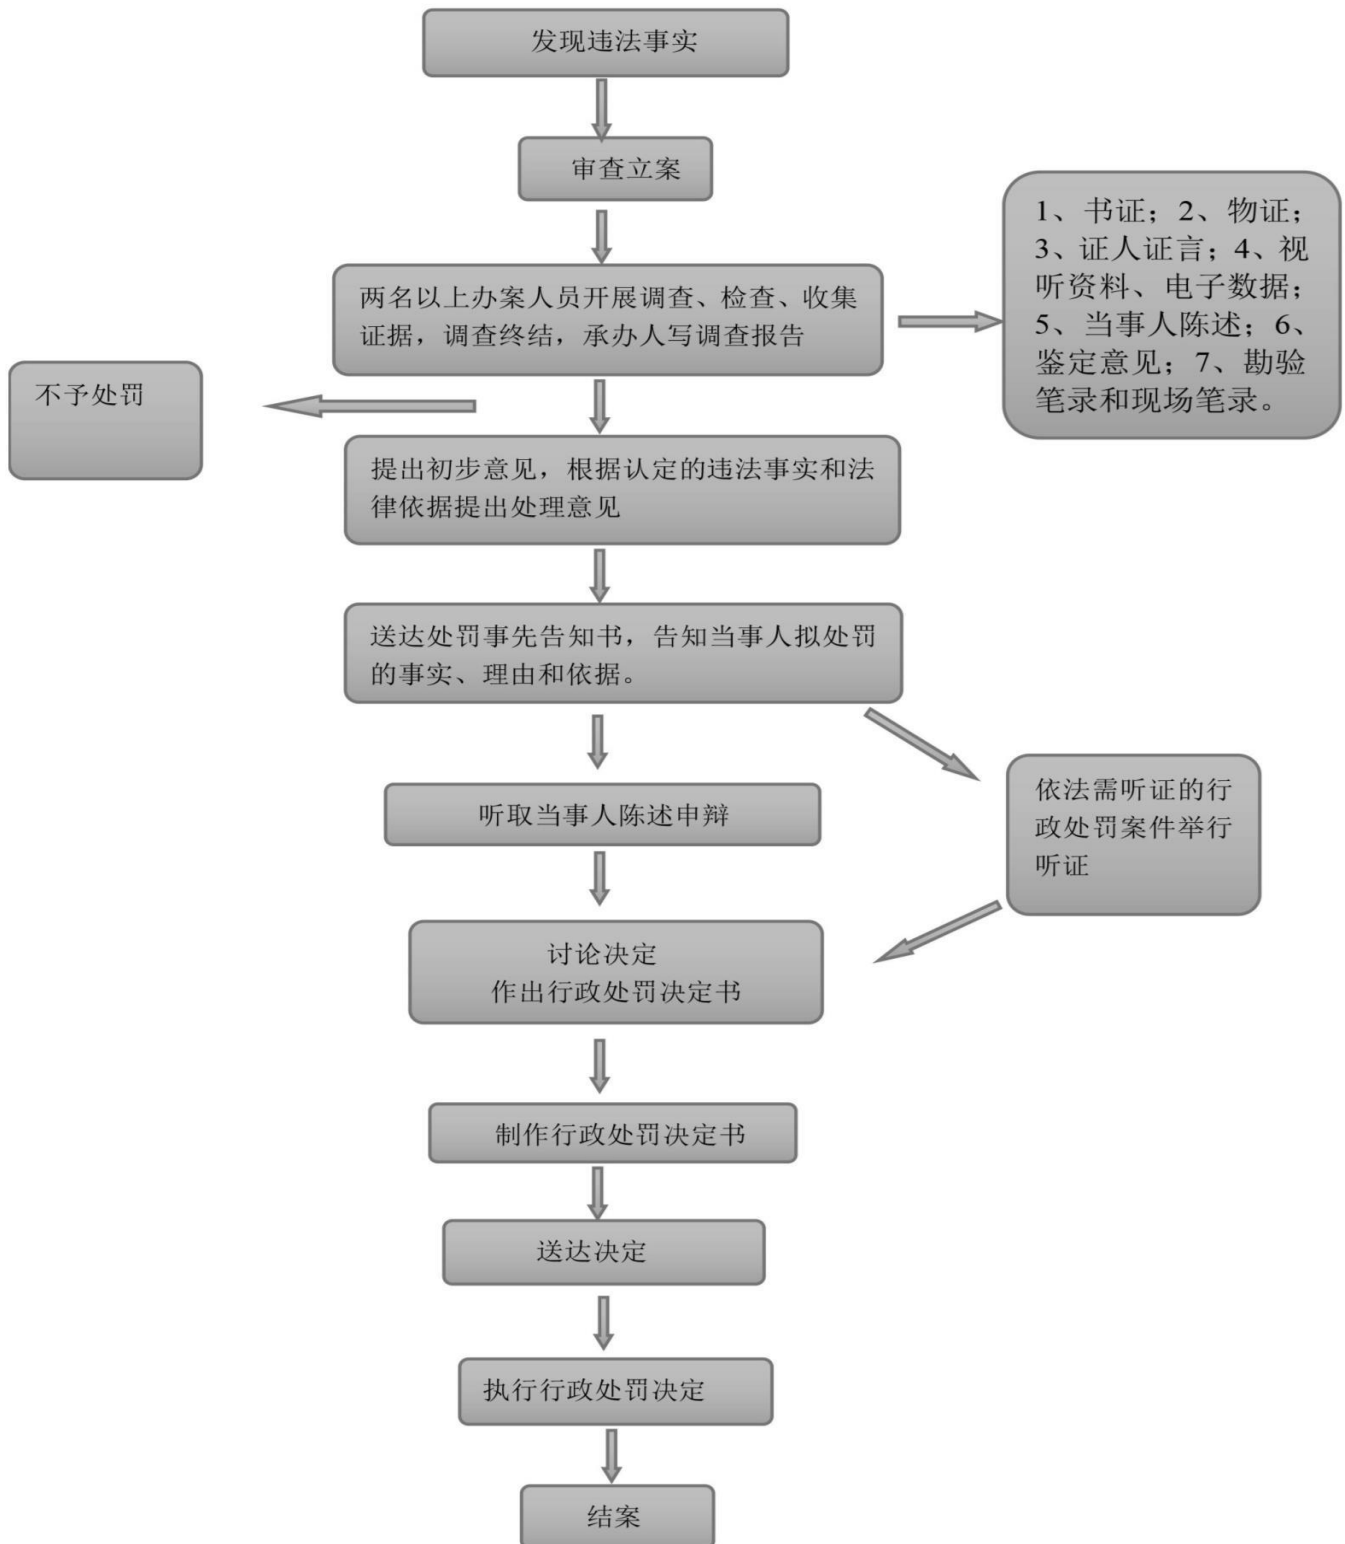 发现违法事实
审查立案
两名以上办案人员开展调查、检查、收集
证据，调查终结，承办人写调查报告
1、书证；2、物证；
3、证人证言；4、视
听资料、电子数据；
5、当事人陈述；6、
鉴定意见；7、勘验
笔录和现场笔录。
不予处罚
提出初步意见，根据认定的违法事实和法
律依据提出处理意见
送达处罚事先告知书，告知当事人拟处罚
的事实、理由和依据。
听取当事人陈述申辩
依法需听证的行
政处罚案件举行
听证
讨论决定
作出行政处罚决定书
制作行政处罚决定书
送达决定
执行行政处罚决定
结案